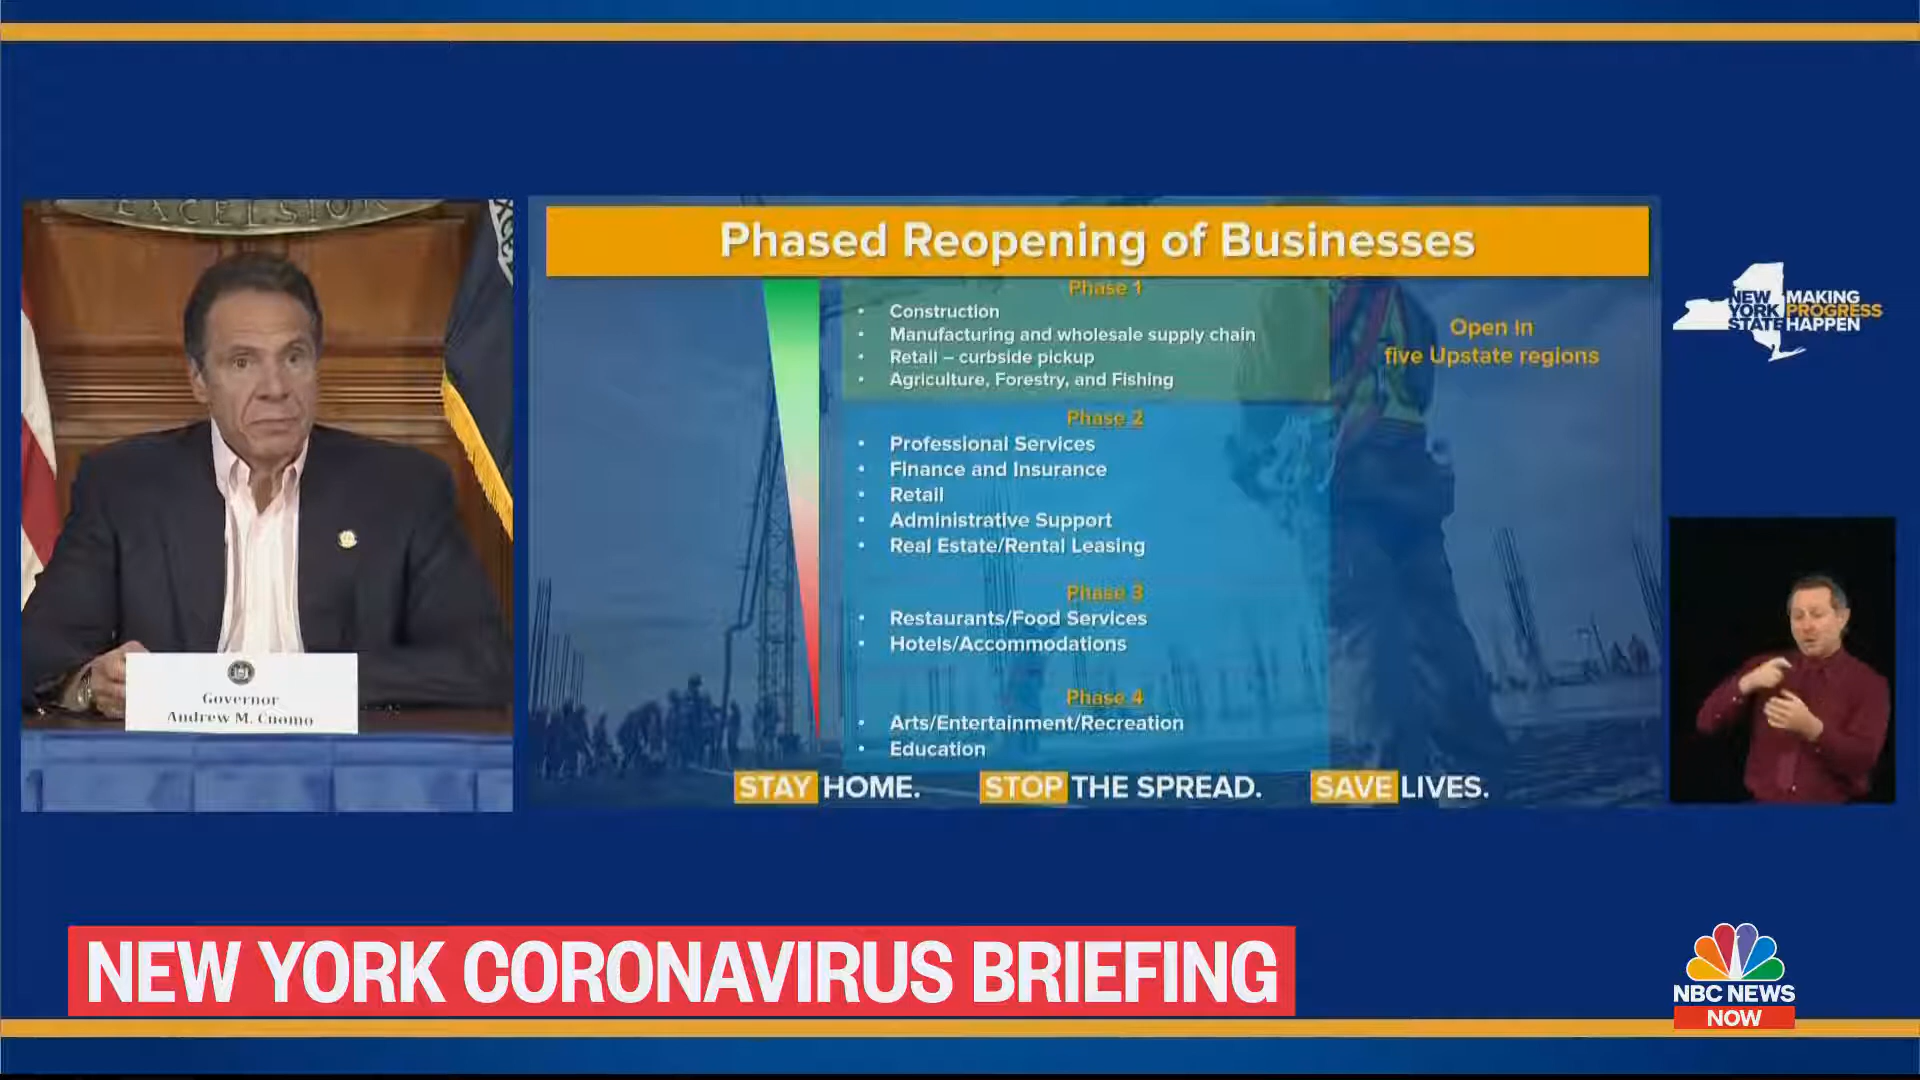 EXCELSIOR
Governor
Andrew M. Cuomo
Phased Reopening of Businesses
Phase 1
• Construction
• Manufacturing and wholesale supply chain
• Retail – curbside pickup
• Agriculture, Forestry, and Fishing
Open in
five Upstate regions
Phase 2
• Professional Services
• Finance and Insurance
• Retail
• Administrative Support
• Real Estate/Rental Leasing
Phase 3
• Restaurants/Food Services
• Hotels/Accommodations
Phase 4
• Arts/Entertainment/Recreation
• Education
STAY HOME. STOP THE SPREAD. SAVE LIVES.
NEW YORK STATE
MAKING
PROGRESS
HAPPEN
NEW YORK CORONAVIRUS BRIEFING
NBC NEWS
NOW